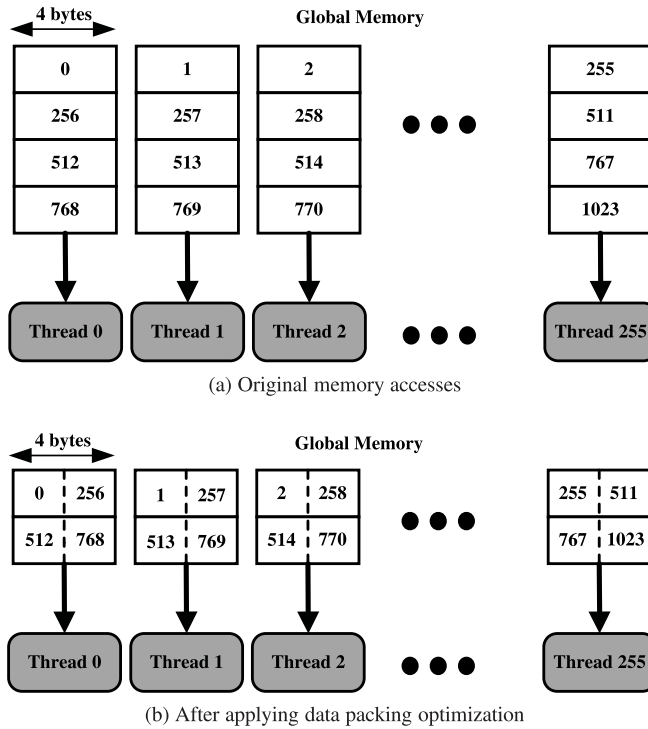 4 bytes Global Memory
0 1 2 255
256 257 258 511
512 513 514 767
768 769 770 1023
Thread 0 Thread 1 Thread 2 Thread 255
(a) Original memory accesses
4 bytes Global Memory
0 256 1 257 2 258 255 511
512 768 513 769 514 770 767 1023
Thread 0 Thread 1 Thread 2 Thread 255
(b) After applying data packing optimization